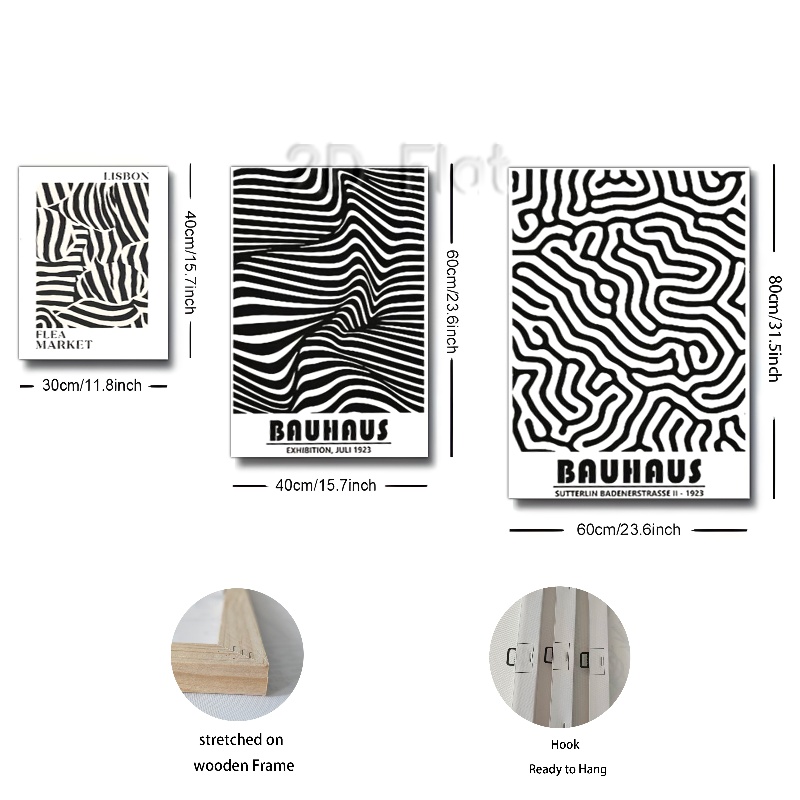 2D Flat
LISBON
FLEA
MARKET
40cm/15.7inch
30cm/11.8inch
BAUHAUS
EXHIBITION, JULI 1923
60cm/23.6inch
40cm/15.7inch
BAUHAUS
SUTTERLIN BADENERSTRASSE II - 1923
80cm/31.5inch
60cm/23.6inch
stretched on
wooden Frame
Hook
Ready to Hang